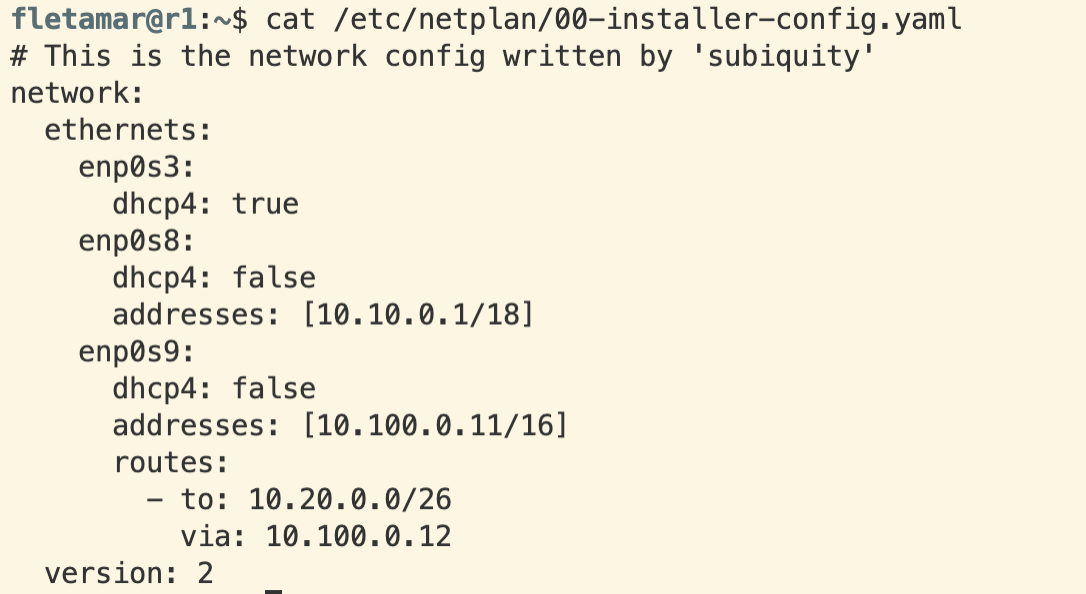 fletamar@r1:~$ cat /etc/netplan/00-installer-config.yaml
# This is the network config written by 'subiquity'
network:
  ethernets:
    enp0s3:
      dhcp4: true
    enp0s8:
      dhcp4: false
      addresses: [10.10.0.1/18]
    enp0s9:
      dhcp4: false
      addresses: [10.100.0.11/16]
      routes:
        - to: 10.20.0.0/26
          via: 10.100.0.12
  version: 2